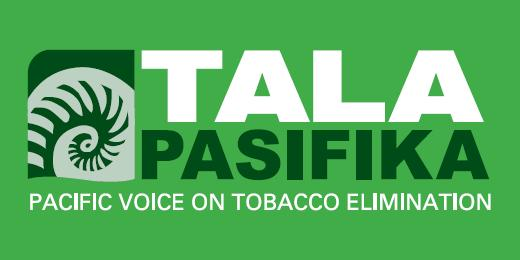 TALA
PASIFIKA
PACIFIC VOICE ON TOBACCO ELIMINATION